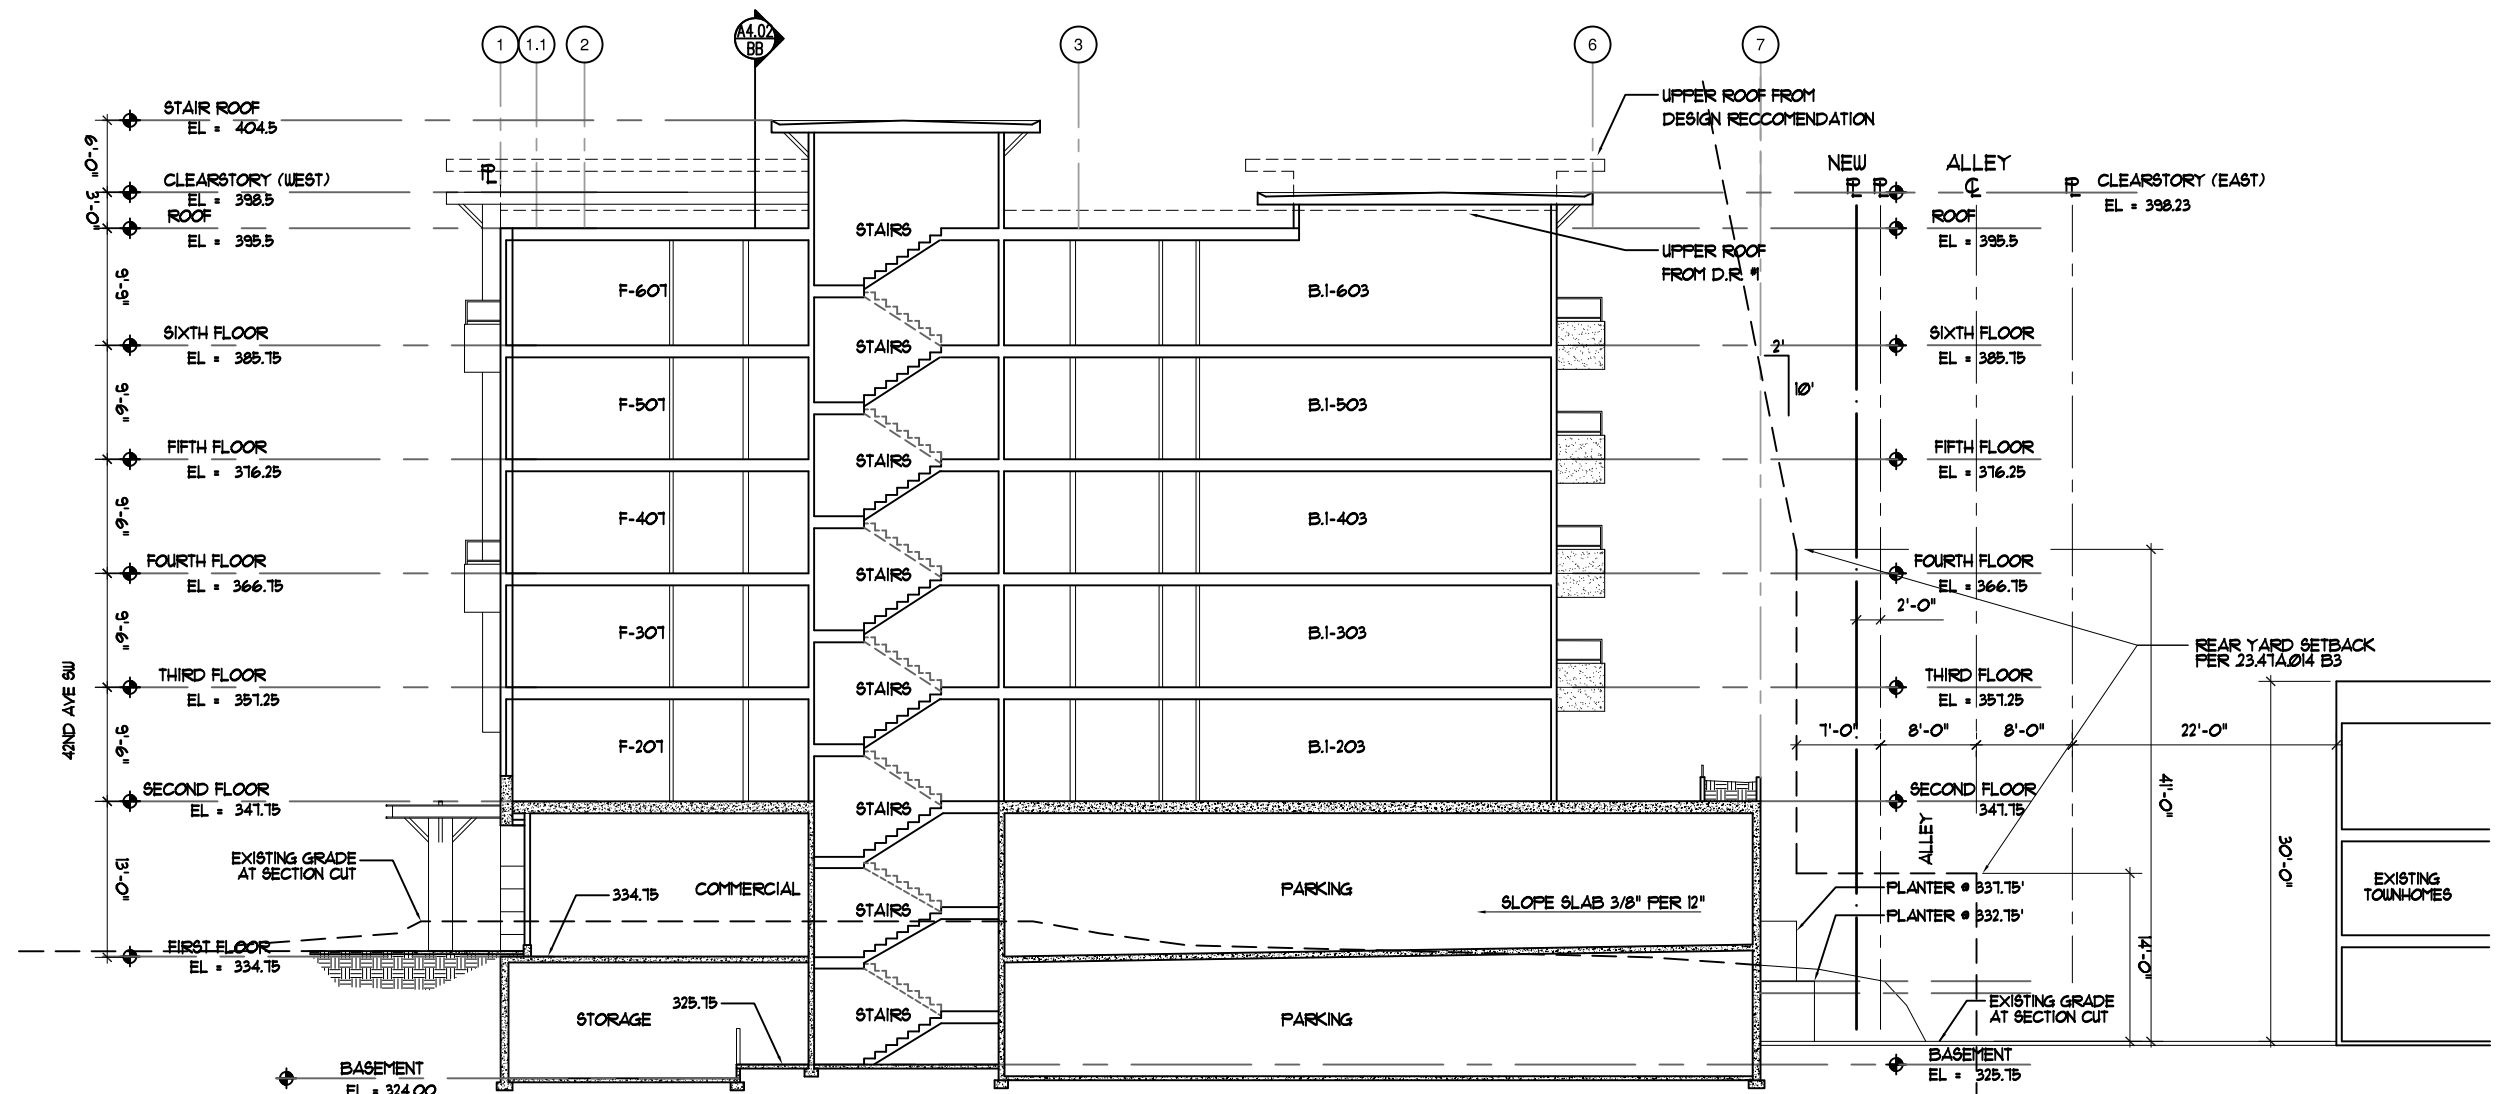 1
1.1
2
A4.02
BB
3
6
7
STAIR ROOF
EL = 404.5
6'-0"
CLEARSTORY (WEST)
EL = 398.5
3'-0"
ROOF
EL = 395.5
9'-9"
SIXTH FLOOR
EL = 385.75
9'-6"
FIFTH FLOOR
EL = 376.25
9'-6"
FOURTH FLOOR
EL = 366.75
9'-6"
THIRD FLOOR
EL = 357.25
9'-6"
SECOND FLOOR
EL = 347.75
13'-0"
FIRST FLOOR
EL = 334.75
BASEMENT
EL = 324.00
42ND AVE SW
EXISTING GRADE
AT SECTION CUT
PL
F-607
F-507
F-407
F-307
F-207
COMMERCIAL
334.75
STORAGE
325.75
STAIRS
STAIRS
STAIRS
STAIRS
STAIRS
STAIRS
STAIRS
STAIRS
STAIRS
B.1-603
B.1-503
B.1-403
B.1-303
B.1-203
PARKING
SLOPE SLAB 3/8" PER 12"
PARKING
UPPER ROOF FROM
DESIGN RECCOMENDATION
UPPER ROOF
FROM D.R. #1
2'
10'
NEW
PL
PL
ALLEY
CL
PL
CLEARSTORY (EAST)
EL = 398.23
ROOF
EL = 395.5
SIXTH FLOOR
EL = 385.75
FIFTH FLOOR
EL = 376.25
FOURTH FLOOR
EL = 366.75
2'-0"
REAR YARD SETBACK
PER 23.47A.014 B3
THIRD FLOOR
EL = 357.25
7'-0"
8'-0"
8'-0"
22'-0"
SECOND FLOOR
347.75
ALLEY
41'-0"
30'-0"
14'-0"
PLANTER @ 337.75'
PLANTER @ 332.75'
EXISTING
TOWNHOMES
EXISTING GRADE
AT SECTION CUT
BASEMENT
EL = 325.75